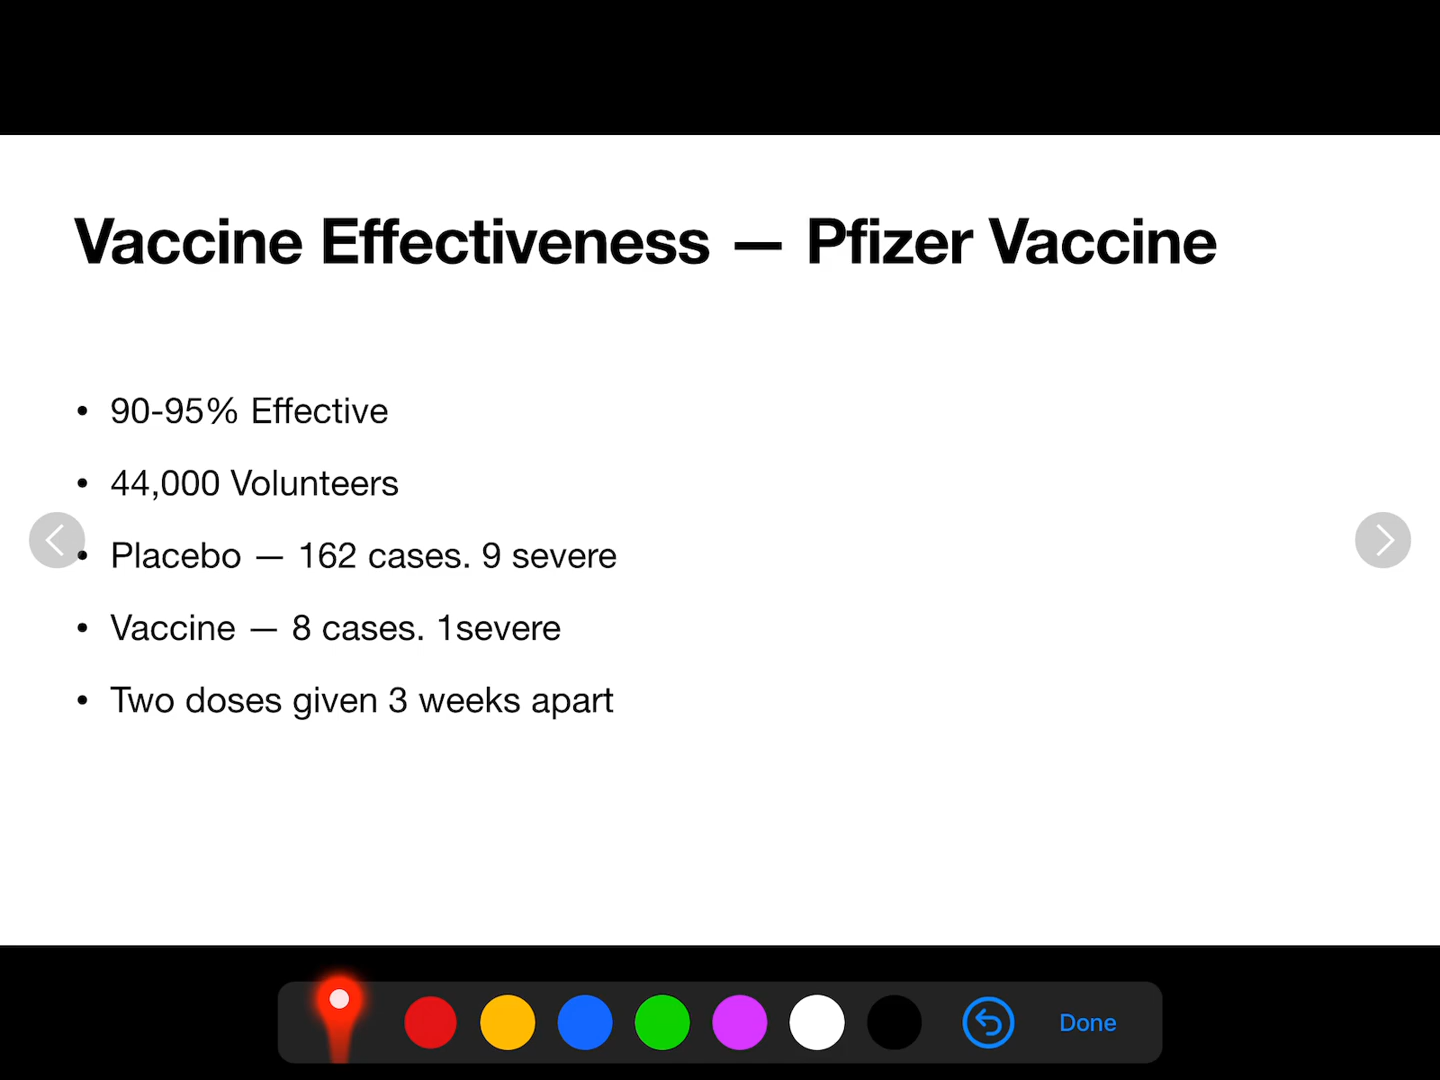 Vaccine Effectiveness — Pfizer Vaccine
• 90-95% Effective
• 44,000 Volunteers
• Placebo — 162 cases. 9 severe
• Vaccine — 8 cases. 1severe
• Two doses given 3 weeks apart
Done